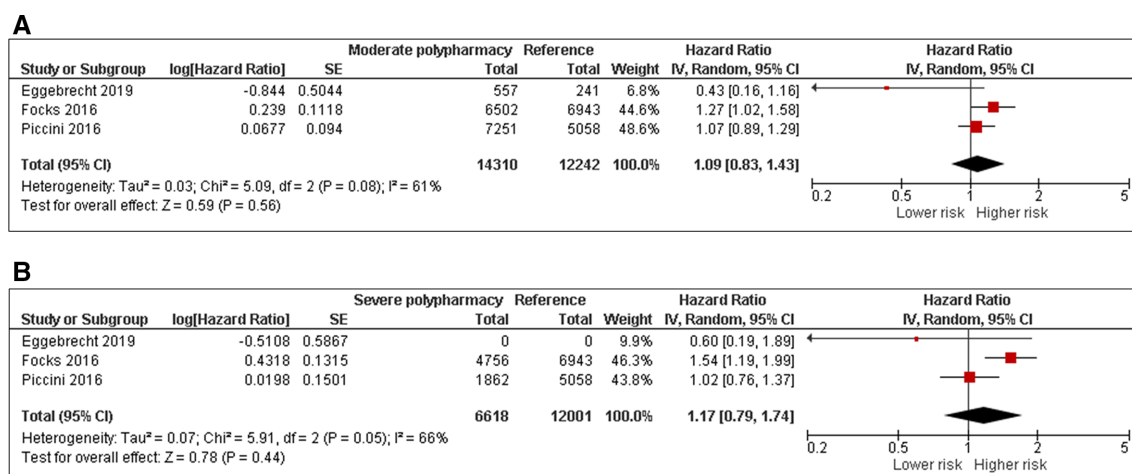 A
Moderate polypharmacy Reference Hazard Ratio Hazard Ratio
Study or Subgroup log[Hazard Ratio] SE Total Total Weight IV, Random, 95% CI IV, Random, 95% CI
Eggebrecht 2019 -0.844 0.5044 557 241 6.8% 0.43 [0.16, 1.16]
Focks 2016 0.239 0.1118 6502 6943 44.6% 1.27 [1.02, 1.58]
Piccini 2016 0.0677 0.094 7251 5058 48.6% 1.07 [0.89, 1.29]
Total (95% CI) 14310 12242 100.0% 1.09 [0.83, 1.43]
Heterogeneity: Tau² = 0.03; Chi² = 5.09, df = 2 (P = 0.08); I² = 61%
Test for overall effect: Z = 0.59 (P = 0.56)
0.2 0.5 1 2 5
Lower risk Higher risk
B
Severe polypharmacy Reference Hazard Ratio Hazard Ratio
Study or Subgroup log[Hazard Ratio] SE Total Total Weight IV, Random, 95% CI IV, Random, 95% CI
Eggebrecht 2019 -0.5108 0.5867 0 0 9.9% 0.60 [0.19, 1.89]
Focks 2016 0.4318 0.1315 4756 6943 46.3% 1.54 [1.19, 1.99]
Piccini 2016 0.0198 0.1501 1862 5058 43.8% 1.02 [0.76, 1.37]
Total (95% CI) 6618 12001 100.0% 1.17 [0.79, 1.74]
Heterogeneity: Tau² = 0.07; Chi² = 5.91, df = 2 (P = 0.05); I² = 66%
Test for overall effect: Z = 0.78 (P = 0.44)
0.2 0.5 1 2 5
Lower risk Higher risk